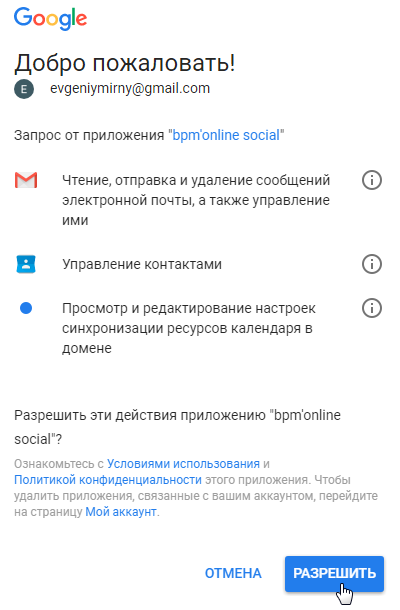 Google
Добро пожаловать!
E evgeniymirny@gmail.com
Запрос от приложения "bpm'online social"
Чтение, отправка и удаление сообщений
электронной почты, а также управление
ими
Управление контактами
Просмотр и редактирование настроек
синхронизации ресурсов календаря в
домене
Разрешить эти действия приложению "bpm'online
social"?
Ознакомьтесь с Условиями использования и
Политикой конфиденциальности этого приложения. Чтобы
удалить приложения, связанные с вашим аккаунтом, перейдите
на страницу Мой аккаунт.
ОТМЕНА РАЗРЕШИТЬ